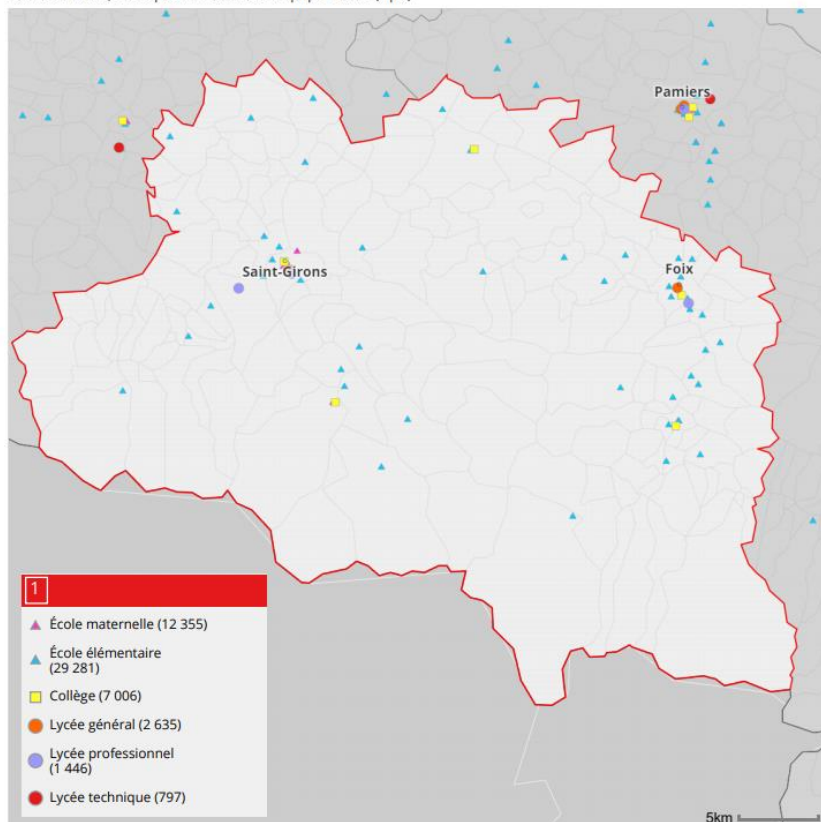 Pamiers
Saint-Girons
Foix
1
École maternelle (12 355)
École élémentaire
(29 281)
Collège (7 006)
Lycée général (2 635)
Lycée professionnel
(1 446)
Lycée technique (797)
5km